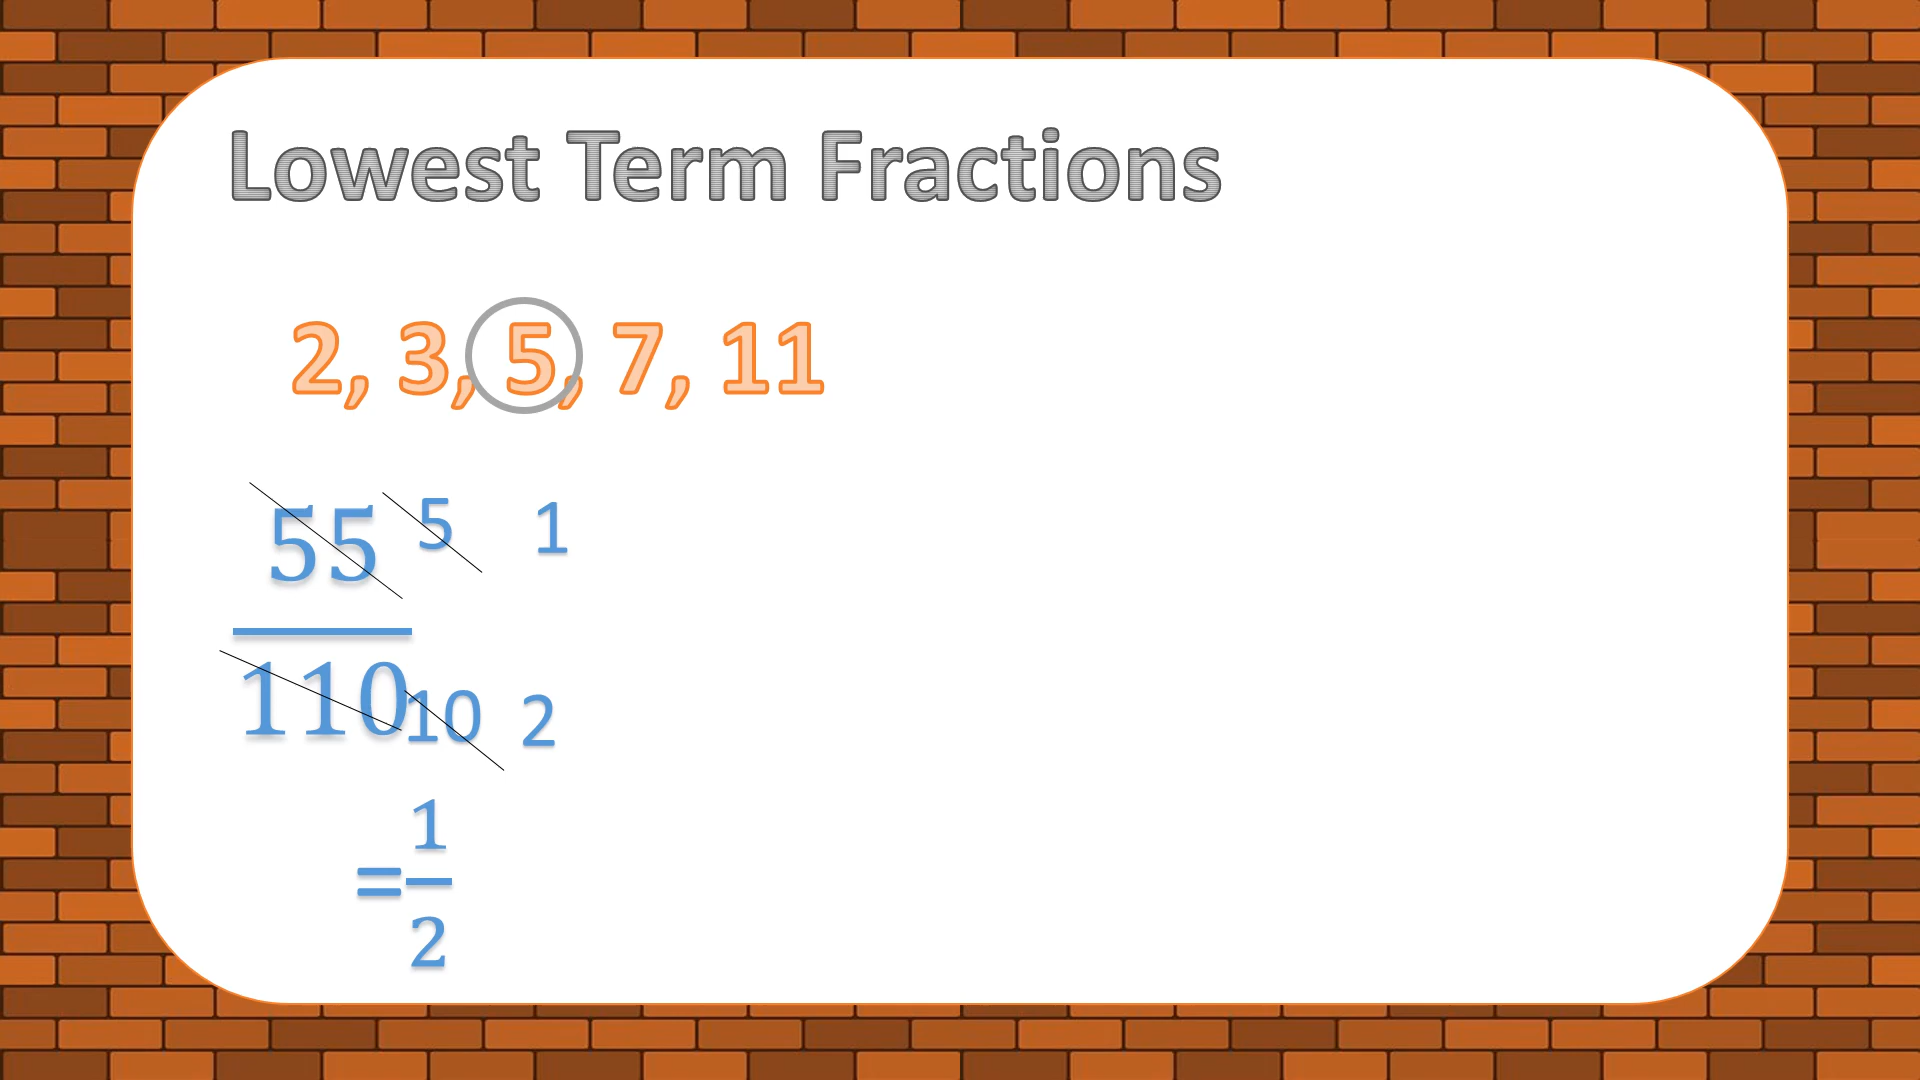 Lowest Term Fractions
2, 3, 5, 7, 11
55 5 1
110 10 2
=1/2